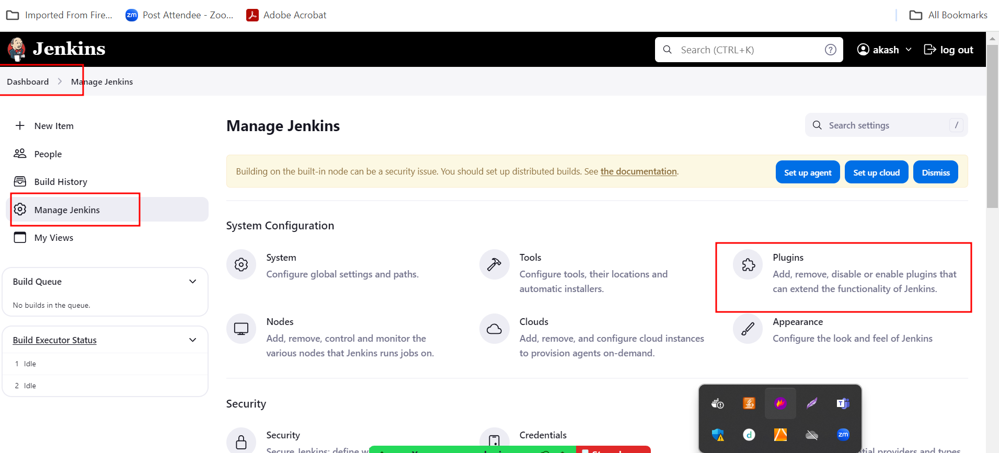 Imported From Fire...
Post Attendee - Zoo...
Adobe Acrobat
All Bookmarks
Jenkins
Search (CTRL+K)
akash
log out
Dashboard
Manage Jenkins
New Item
People
Build History
Manage Jenkins
My Views
Build Queue
No builds in the queue.
Build Executor Status
1 Idle
2 Idle
Manage Jenkins
Search settings
/
Building on the built-in node can be a security issue. You should set up distributed builds. See the documentation.
Set up agent
Set up cloud
Dismiss
System Configuration
System
Configure global settings and paths.
Tools
Configure tools, their locations and
automatic installers.
Plugins
Add, remove, disable or enable plugins that
can extend the functionality of Jenkins.
Nodes
Add, remove, control and monitor the
various nodes that Jenkins runs jobs on.
Clouds
Add, remove, and configure cloud instances
to provision agents on-demand.
Appearance
Configure the look and feel of Jenkins
Security
Security
Secure Jenkins; define
Credentials
providers and types